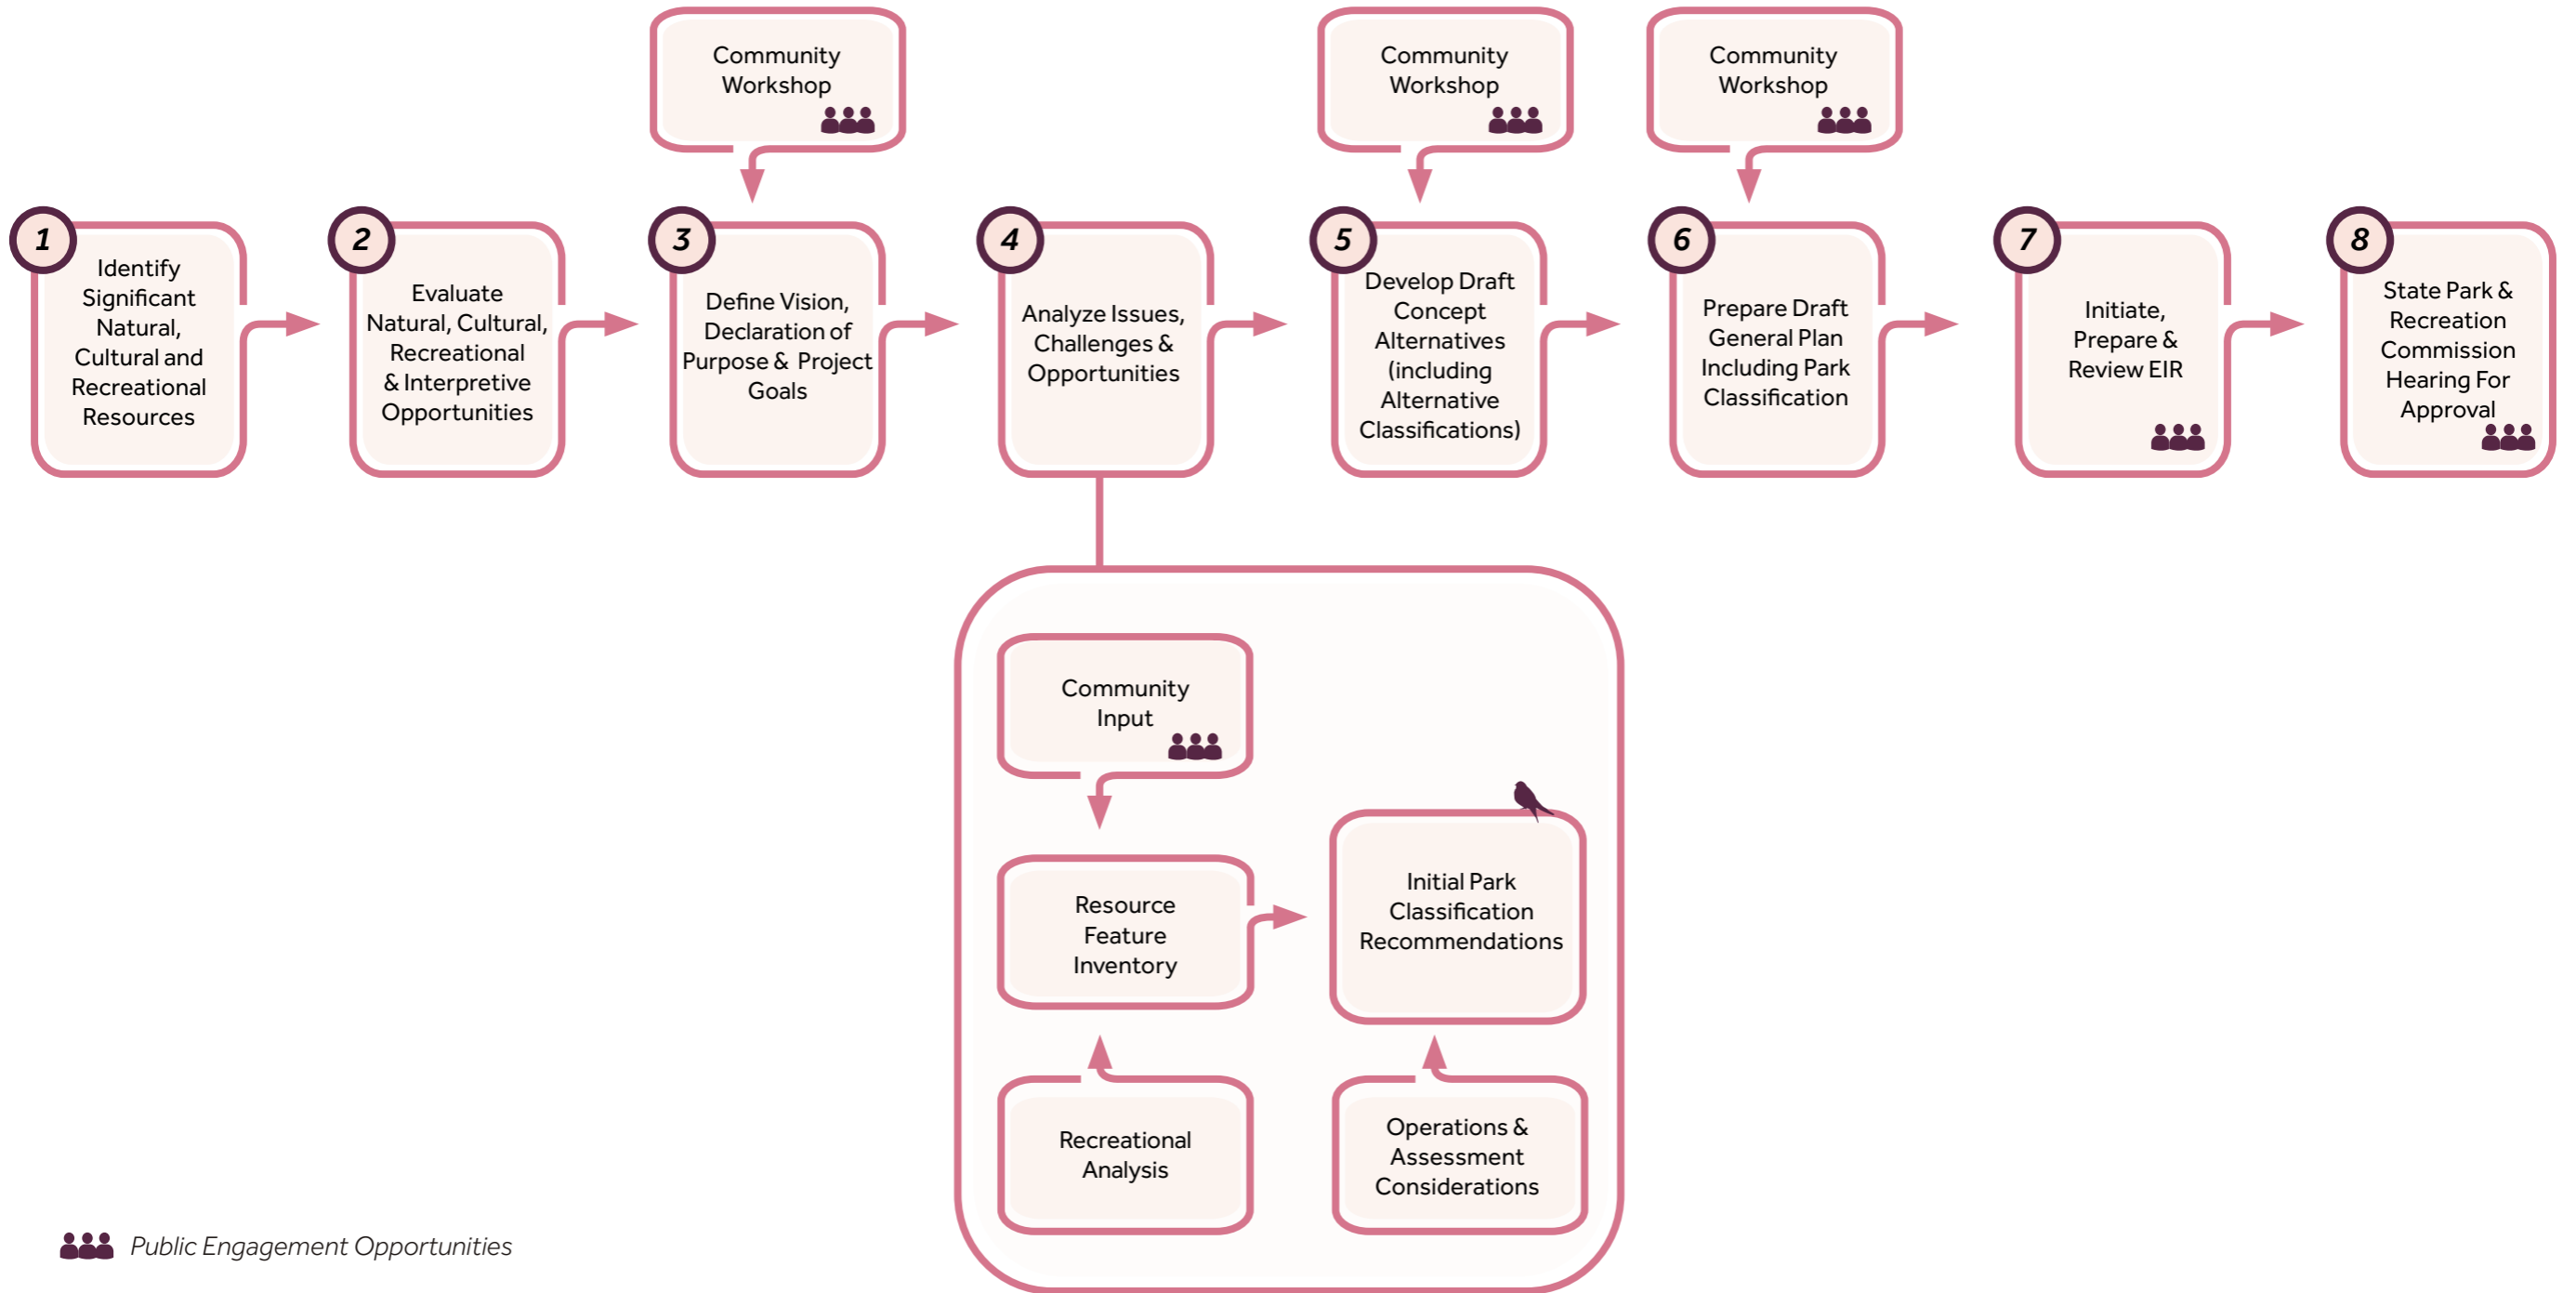 Community
Workshop
Community
Workshop
Community
Workshop
1
Identify
Significant
Natural,
Cultural and
Recreational
Resources
2
Evaluate
Natural, Cultural,
Recreational
& Interpretive
Opportunities
3
Define Vision,
Declaration of
Purpose & Project
Goals
4
Analyze Issues,
Challenges &
Opportunities
5
Develop Draft
Concept
Alternatives
(including
Alternative
Classifications)
6
Prepare Draft
General Plan
Including Park
Classification
7
Initiate,
Prepare &
Review EIR
8
State Park &
Recreation
Commission
Hearing For
Approval
Community
Input
Resource
Feature
Inventory
Initial Park
Classification
Recommendations
Recreational
Analysis
Operations &
Assessment
Considerations
Public Engagement Opportunities